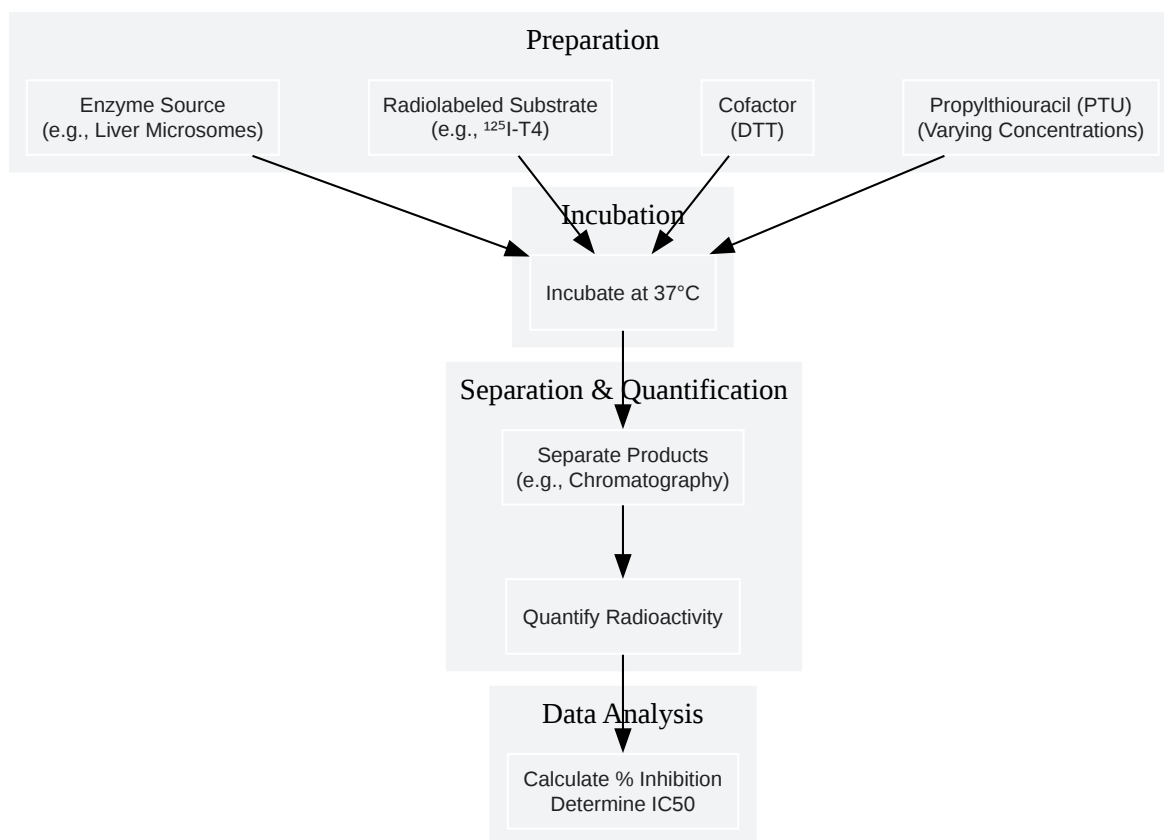 Preparation
Enzyme Source
(e.g., Liver Microsomes)
Radiolabeled Substrate
(e.g., ¹²⁵I-T4)
Cofactor
(DTT)
Propylthiouracil (PTU)
(Varying Concentrations)
Incubation
Incubate at 37°C
Separation & Quantification
Separate Products
(e.g., Chromatography)
Quantify Radioactivity
Data Analysis
Calculate % Inhibition
Determine IC50